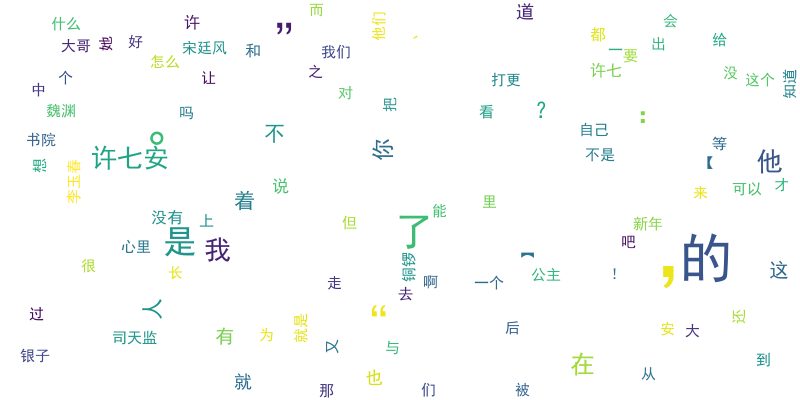 而
许
”
什么
大哥
好
宋廷风
和
我们
他们
、
道
会
都
一
要
出
给
怎么
个
中
让
之
对
把
打更
许七
没
这个
知道
魏渊
吗
看
？
：
自己
不是
等
书院
想
许七安
。
不
你
【
他
李玉春
说
着
里
来
可以
才
没有
上
但
能
了
新年
心里
是
我
吧
的
很
长
铜锣
】
公主
！
这
走
啊
去
一个
，
过
人
司天监
有
为
就是
“
后
安
大
还
银子
又
与
在
到
就
那
也
们
被
从